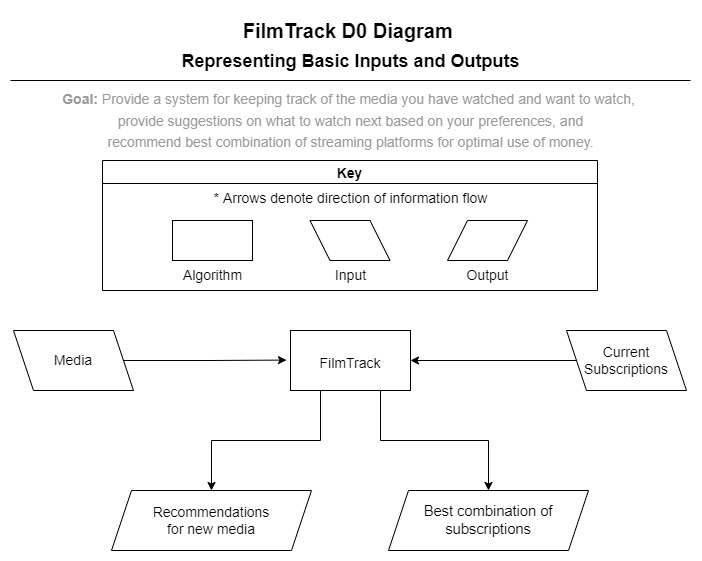 FilmTrack D0 Diagram
Representing Basic Inputs and Outputs
Goal: Provide a system for keeping track of the media you have watched and want to watch,
provide suggestions on what to watch next based on your preferences, and
recommend best combination of streaming platforms for optimal use of money.
Key
* Arrows denote direction of information flow
Algorithm
Input
Output
Media
FilmTrack
Current
Subscriptions
Recommendations
for new media
Best combination of
subscriptions